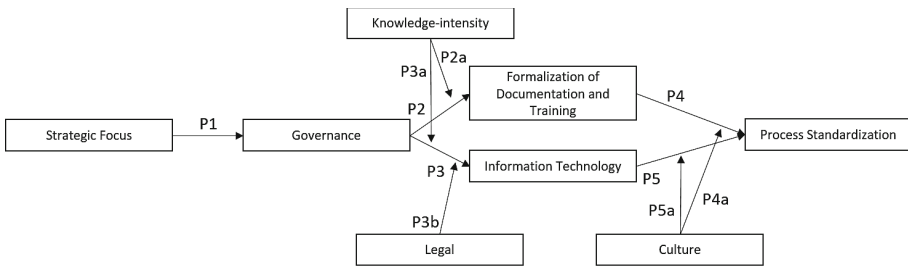 Knowledge-intensity
P2a
P3a
Formalization of
Documentation and
Training
P4
P2
P1
Strategic Focus
Governance
Process Standardization
Information Technology
P3
P5
P4a
P5a
P3b
Legal
Culture